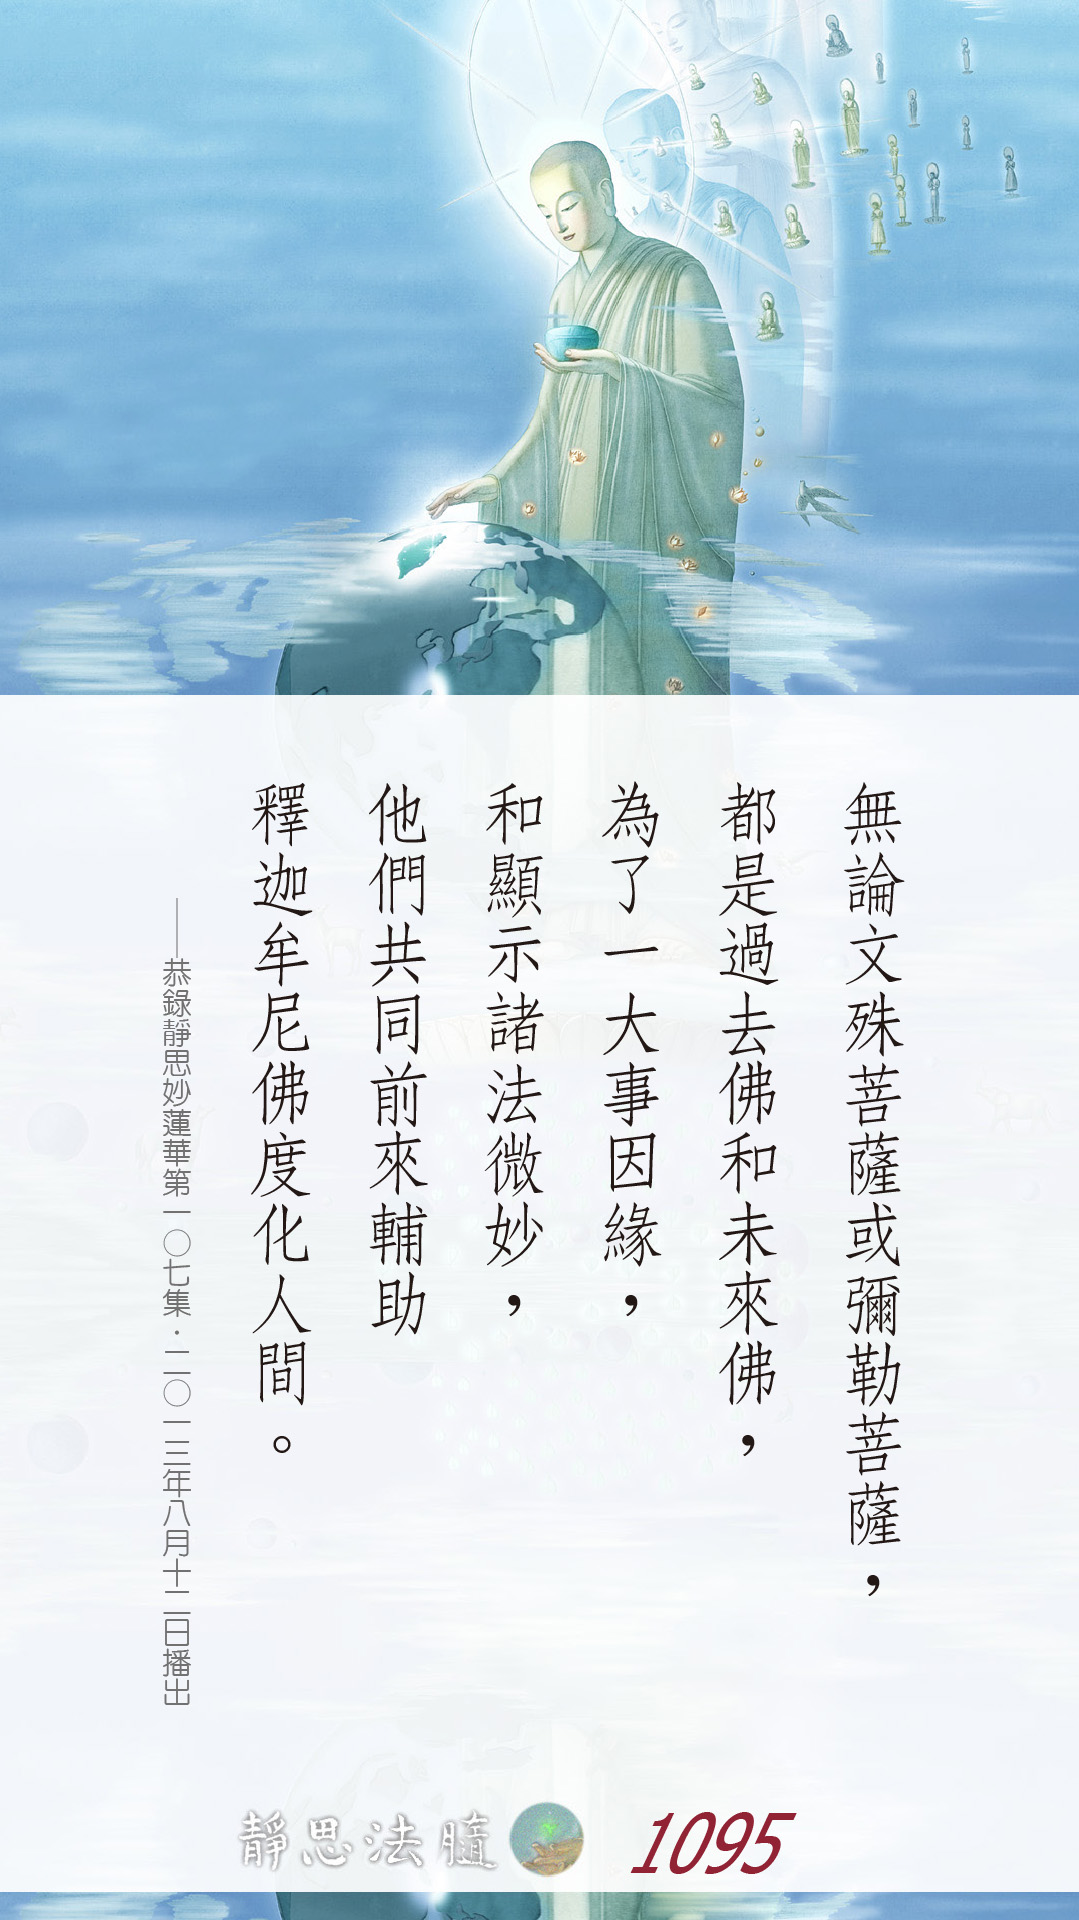 無論文殊菩薩或彌勒菩薩，
都是過去佛和未來佛，
為了一大事因緣，
和顯示諸法微妙，
他們共同前來輔助
釋迦牟尼佛度化人間。
——恭錄靜思妙蓮華第一〇七集．二〇一三年八月十二日播出
靜思法髓
1095